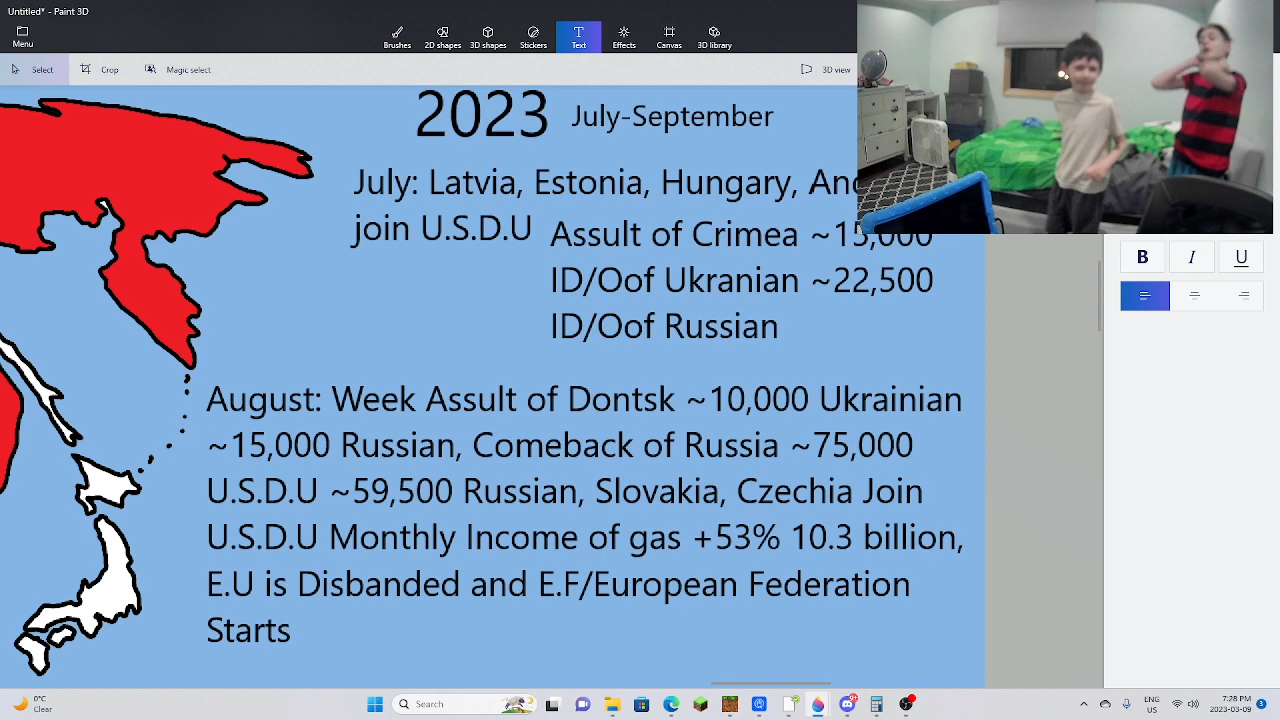 Untitled* - Paint 3D
Menu
Brushes
2D shapes
3D shapes
Stickers
Text
Effects
Canvas
3D library
Select
Crop
Magic select
3D view
2023 July-September
July: Latvia, Estonia, Hungary,
join U.S.D.U
Assult of Crimea ~15,000
ID/Oof Ukranian ~22,500
ID/Oof Russian
B I U
August: Week Assult of Dontsk ~10,000 Ukrainian
~15,000 Russian, Comeback of Russia ~75,000
U.S.D.U ~59,500 Russian, Slovakia, Czechia Join
U.S.D.U Monthly Income of gas +53% 10.3 billion,
E.U is Disbanded and E.F/European Federation
Starts
0°C
Clear
Search
ENG
US
7:28 PM
2023-03-09